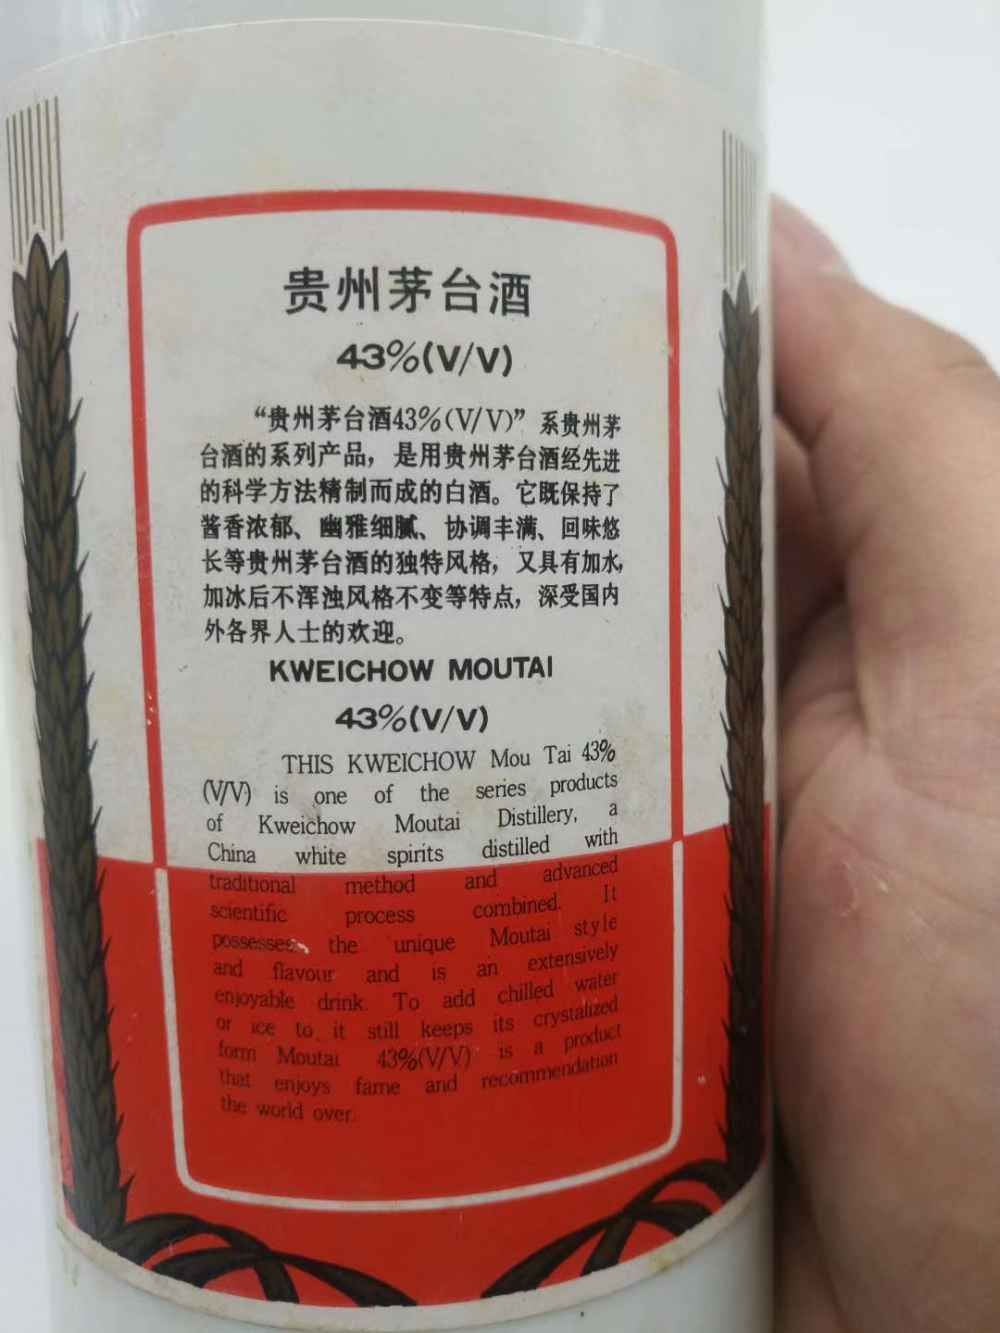 贵州茅台酒
43%(V/V)
“贵州茅台酒43%(V/V)”系贵州茅
台酒的系列产品，是用贵州茅台酒经先进
的科学方法精制而成的白酒。它既保持了
酱香浓郁、幽雅细腻、协调丰满、回味悠
长等贵州茅台酒的独特风格，又具有加水，
加冰后不浑浊风格不变等特点，深受国内
外各界人士的欢迎。
KWEICHOW MOUTAI
43%(V/V)
THIS KWEICHOW Mou Tai 43%
(V/V) is one of the series products
of Kweichow Moutai Distillery, a
China white spirits distilled with
traditional method and advanced
scientific process combined. It
possesses the unique Moutai style
and flavour and is an extensively
enjoyable drink. To add chilled water
or ice to it still keeps its crystalized
form Moutai 43%(V/V) is a product
that enjoys fame and recommendation
the world over.